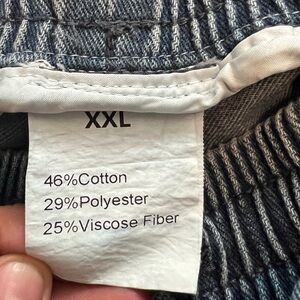 XXL
46%Cotton
29%Polyester
25%Viscose Fiber